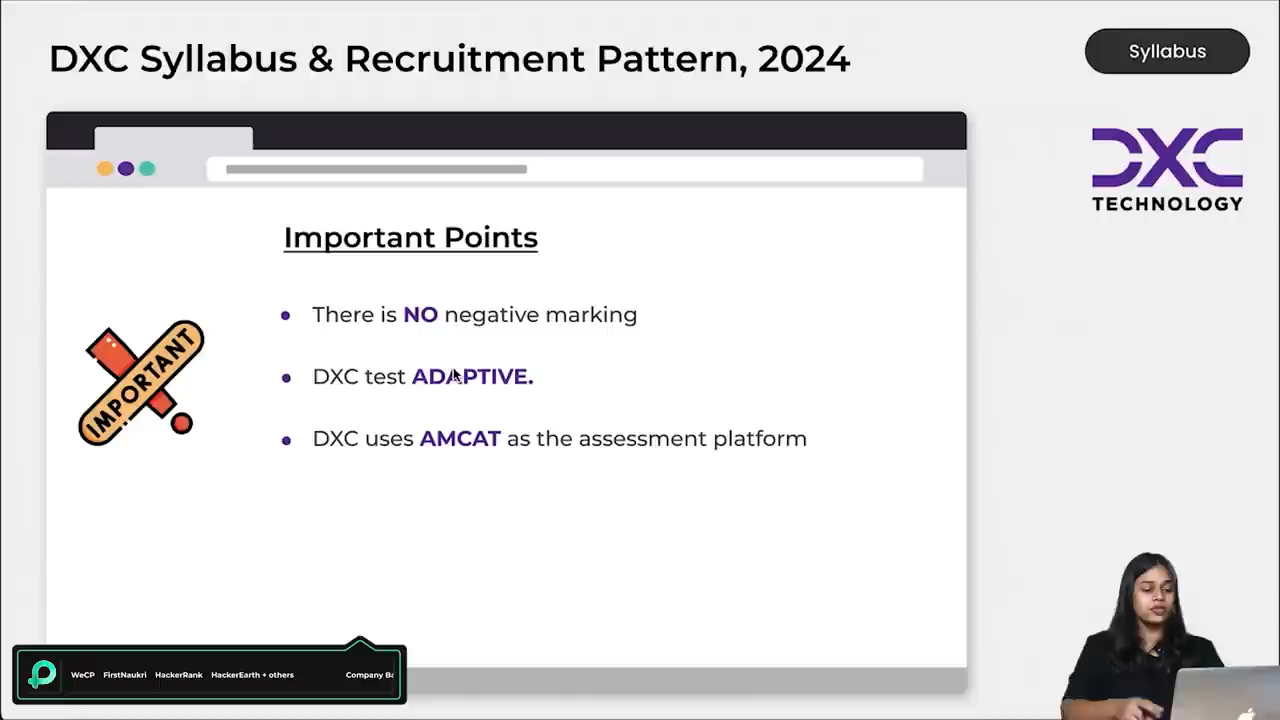 DXC Syllabus & Recruitment Pattern, 2024
Syllabus
DXC
TECHNOLOGY
Important Points
There is NO negative marking
IMPORTANT
DXC test ADAPTIVE.
DXC uses AMCAT as the assessment platform
WeCP FirstNaukri HackerRank HackerEarth + others Company